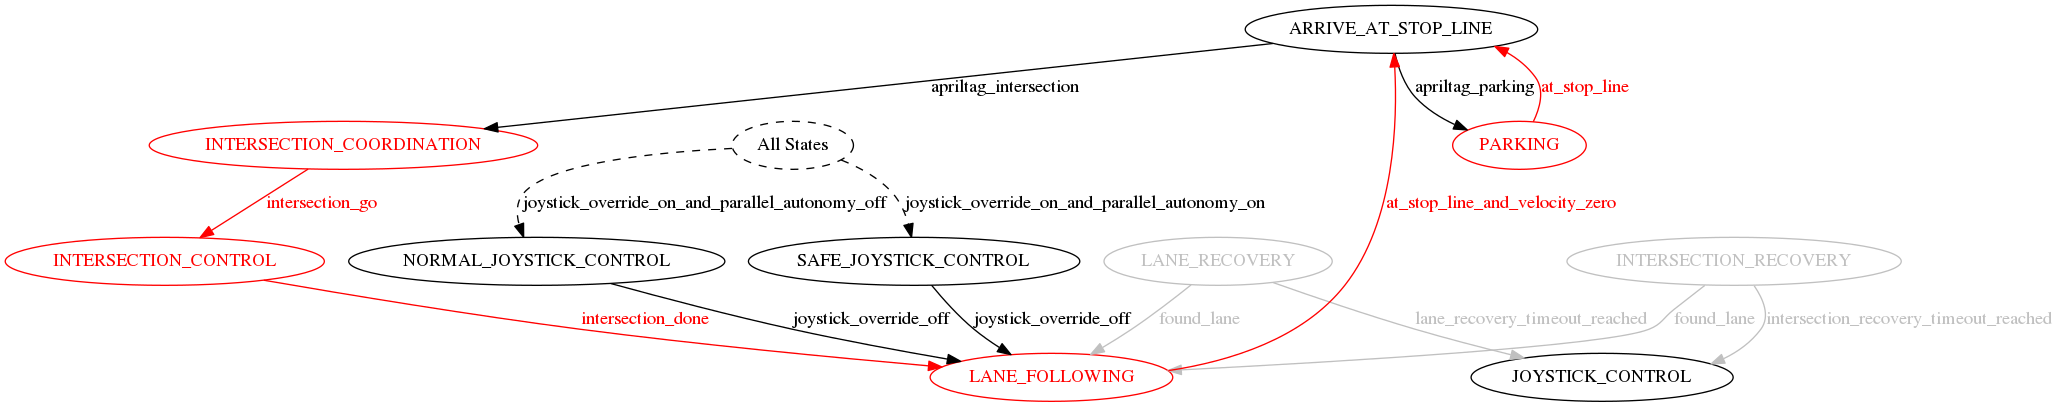 ARRIVE_AT_STOP_LINE
apriltag_intersection
apriltag_parking
at_stop_line
INTERSECTION_COORDINATION
All States
PARKING
intersection_go
joystick_override_on_and_parallel_autonomy_off
joystick_override_on_and_parallel_autonomy_on
at_stop_line_and_velocity_zero
INTERSECTION_CONTROL
NORMAL_JOYSTICK_CONTROL
SAFE_JOYSTICK_CONTROL
LANE_RECOVERY
INTERSECTION_RECOVERY
intersection_done
joystick_override_off
joystick_override_off
found_lane
lane_recovery_timeout_reached
found_lane
intersection_recovery_timeout_reached
LANE_FOLLOWING
JOYSTICK_CONTROL